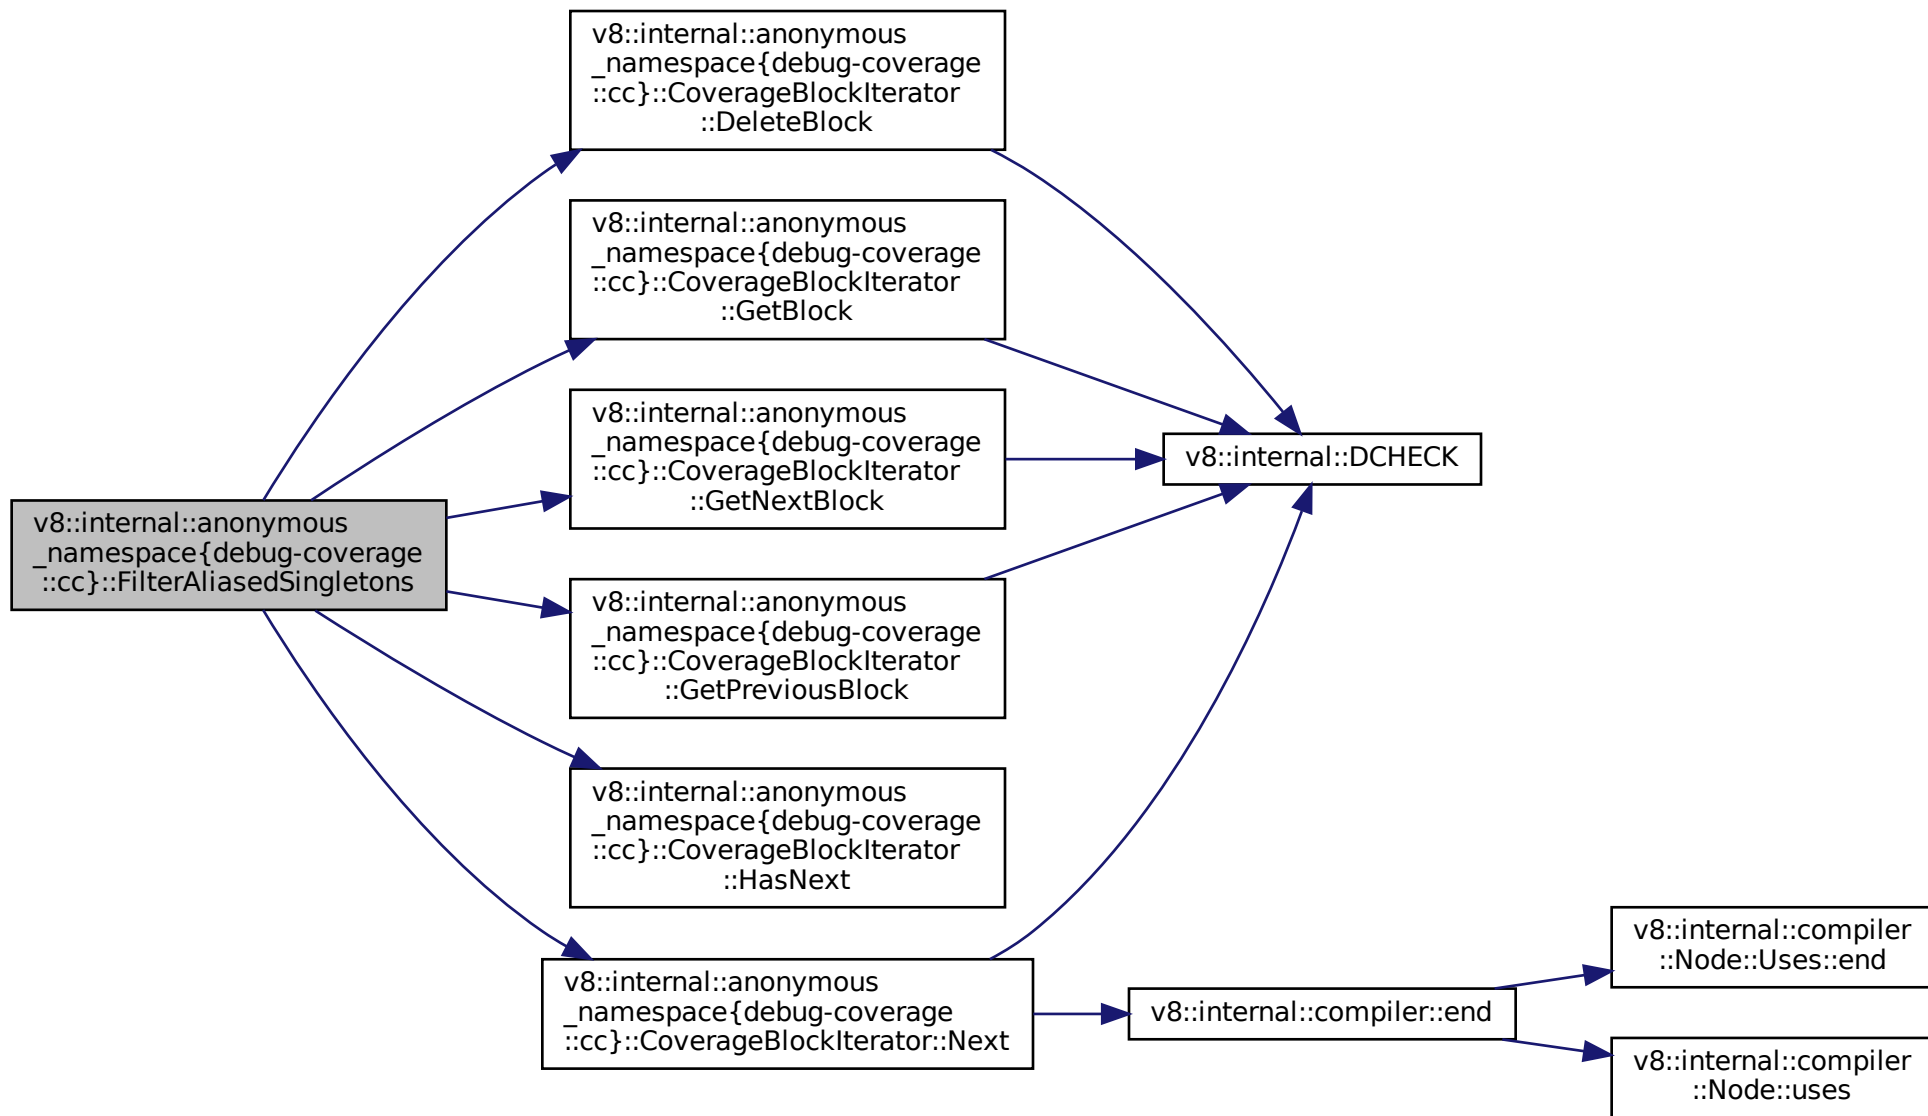 v8::internal::anonymous
_namespace{debug-coverage
::cc}::CoverageBlockIterator
::DeleteBlock
v8::internal::anonymous
_namespace{debug-coverage
::cc}::CoverageBlockIterator
::GetBlock
v8::internal::anonymous
_namespace{debug-coverage
::cc}::CoverageBlockIterator
::GetNextBlock
v8::internal::DCHECK
v8::internal::anonymous
_namespace{debug-coverage
::cc}::FilterAliasedSingletons
v8::internal::anonymous
_namespace{debug-coverage
::cc}::CoverageBlockIterator
::GetPreviousBlock
v8::internal::anonymous
_namespace{debug-coverage
::cc}::CoverageBlockIterator
::HasNext
v8::internal::anonymous
_namespace{debug-coverage
::cc}::CoverageBlockIterator::Next
v8::internal::compiler::end
v8::internal::compiler
::Node::Uses::end
v8::internal::compiler
::Node::uses